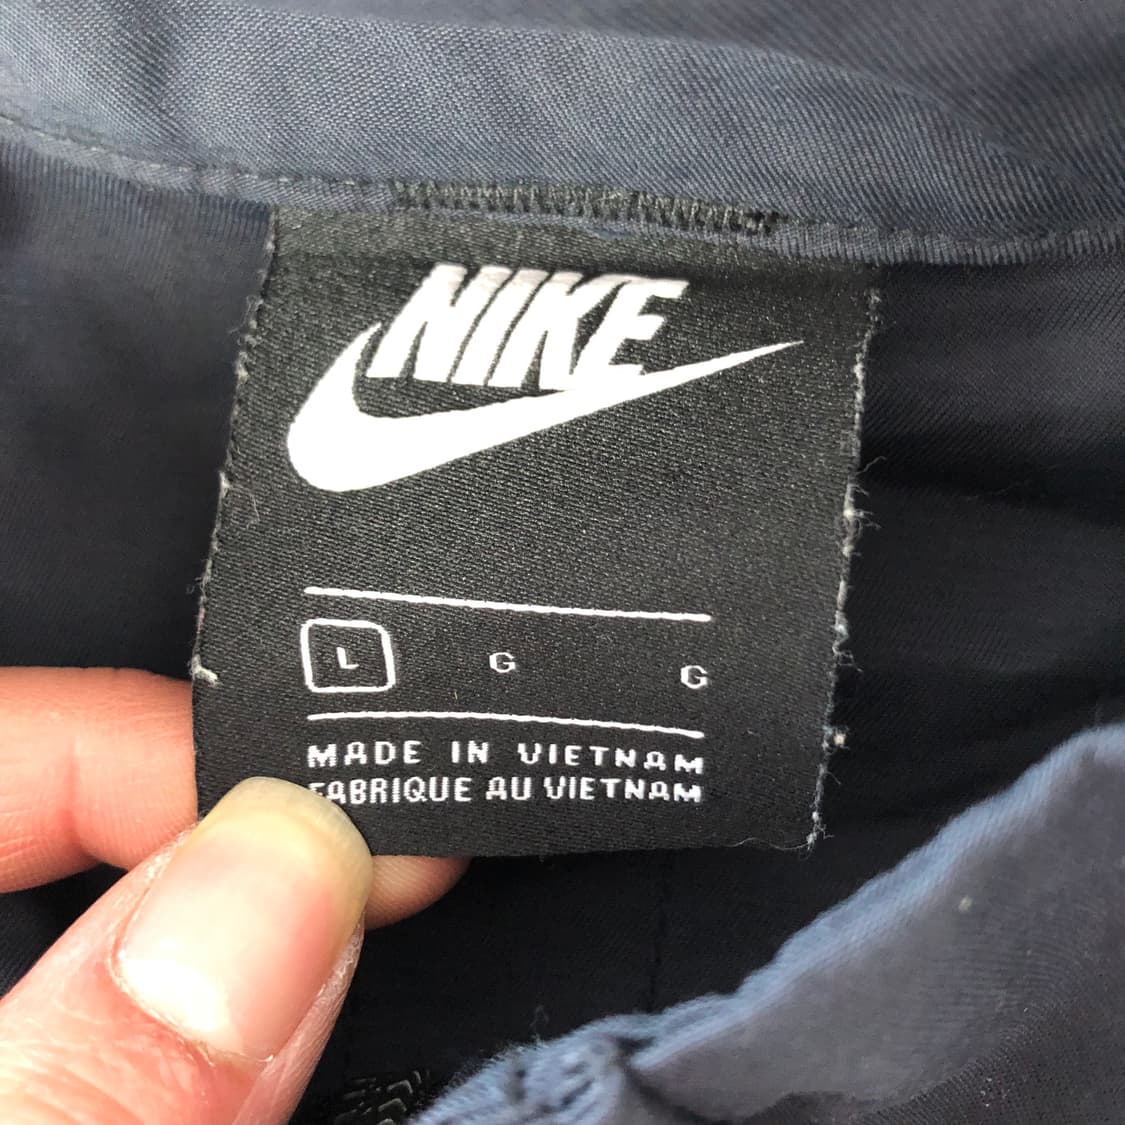 NIKE
L G G
MADE IN VIETNAM
FABRIQUE AU VIETNAM